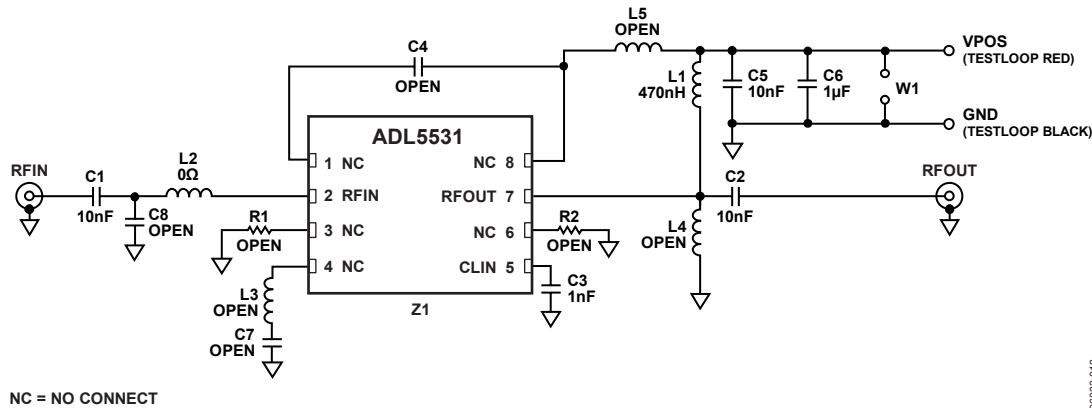 L5
OPEN
C4
OPEN
VPOS
(TESTLOOP RED)
L1
470nH
C5
10nF
C6
1µF
W1
GND
(TESTLOOP BLACK)
ADL5531
1 NC
NC 8
RFIN
C1
10nF
L2
0Ω
C8
OPEN
2 RFIN
RFOUT 7
C2
10nF
RFOUT
R1
OPEN
3 NC
NC 6
R2
OPEN
L4
OPEN
4 NC
CLIN 5
C3
1nF
L3
OPEN
C7
OPEN
Z1
NC = NO CONNECT